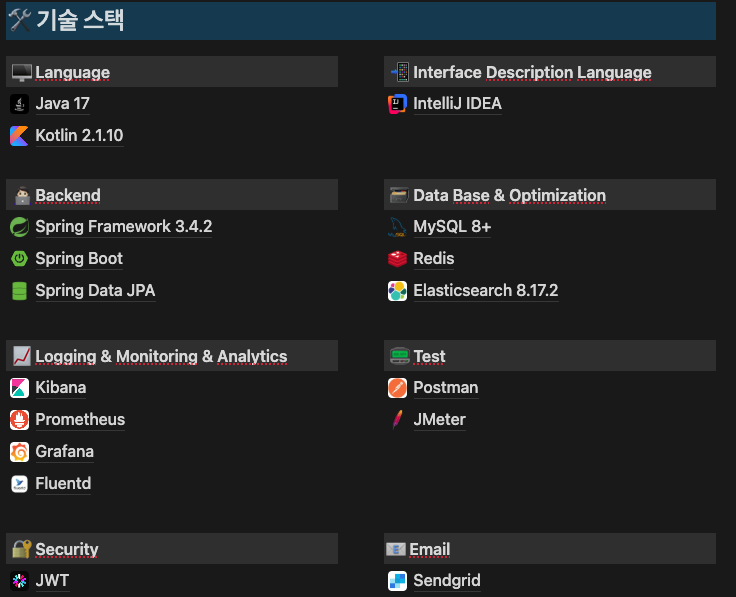 기술 스택
Language
Java 17
Kotlin 2.1.10
Interface Description Language
IntelliJ IDEA
Backend
Spring Framework 3.4.2
Spring Boot
Spring Data JPA
Data Base & Optimization
MySQL 8+
Redis
Elasticsearch 8.17.2
Logging & Monitoring & Analytics
Kibana
Prometheus
Grafana
Fluentd
Test
Postman
JMeter
Security
JWT
Email
Sendgrid